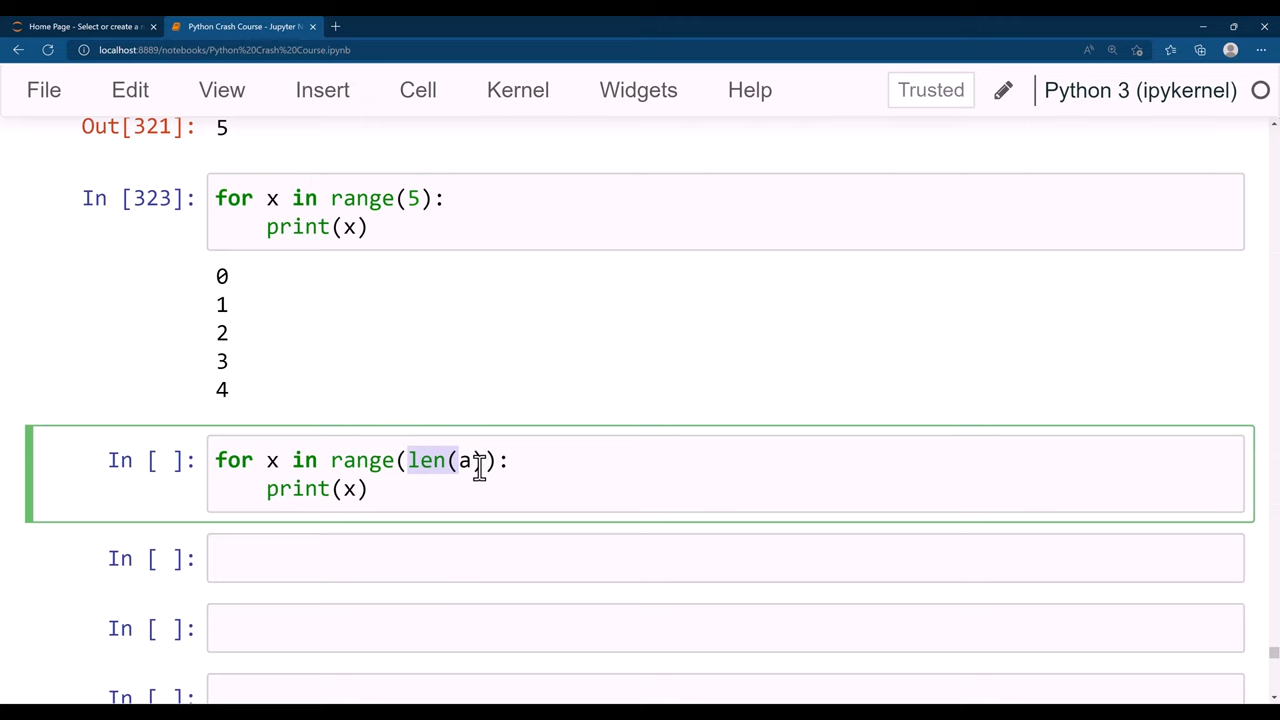 Home Page - Select or create a n
Python Crash Course - Jupyter N
localhost:8889/notebooks/Python%20Crash%20Course.ipynb
File Edit View Insert Cell Kernel Widgets Help Trusted Python 3 (ipykernel)
Out[321]: 5
In [323]: for x in range(5):
print(x)
0
1
2
3
4
In [ ]: for x in range(len(a)):
print(x)
In [ ]:
In [ ]:
In [ ]: